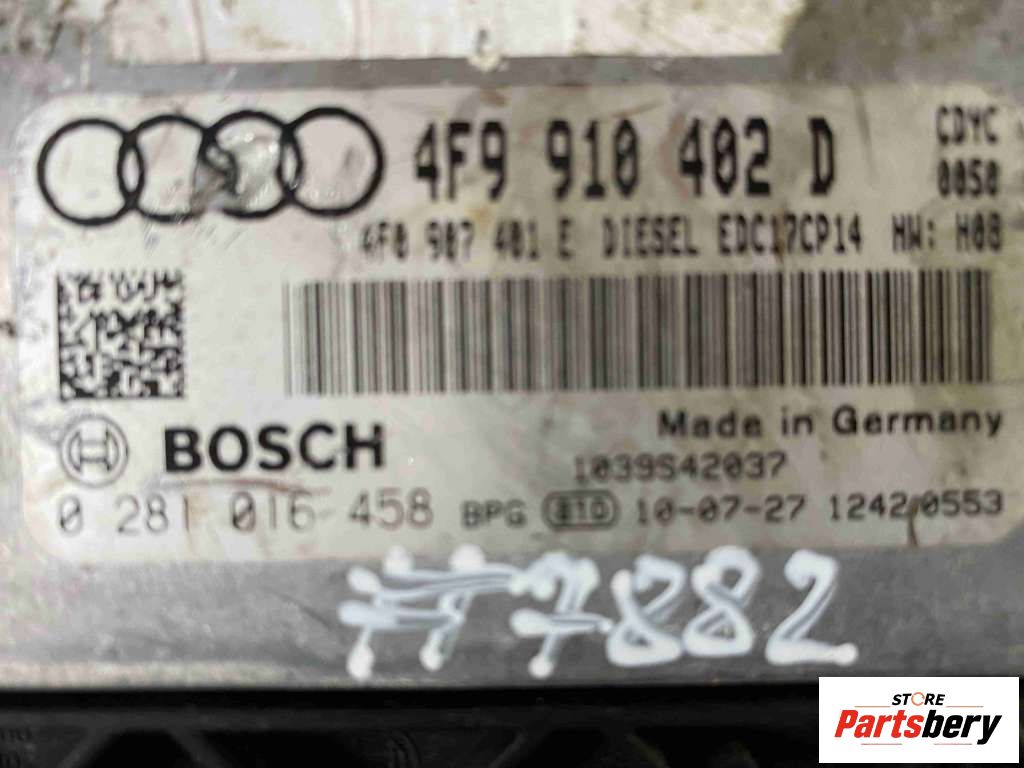 4F9 910 402 D
CDYC
0050
4F0 907 401 E DIESEL EDC17CP14 HW: H08
BOSCH
Made in Germany
1039S42037
0 281 016 458 BPG 10-07-27 1242 0553
#7882
STORE
Partsbery